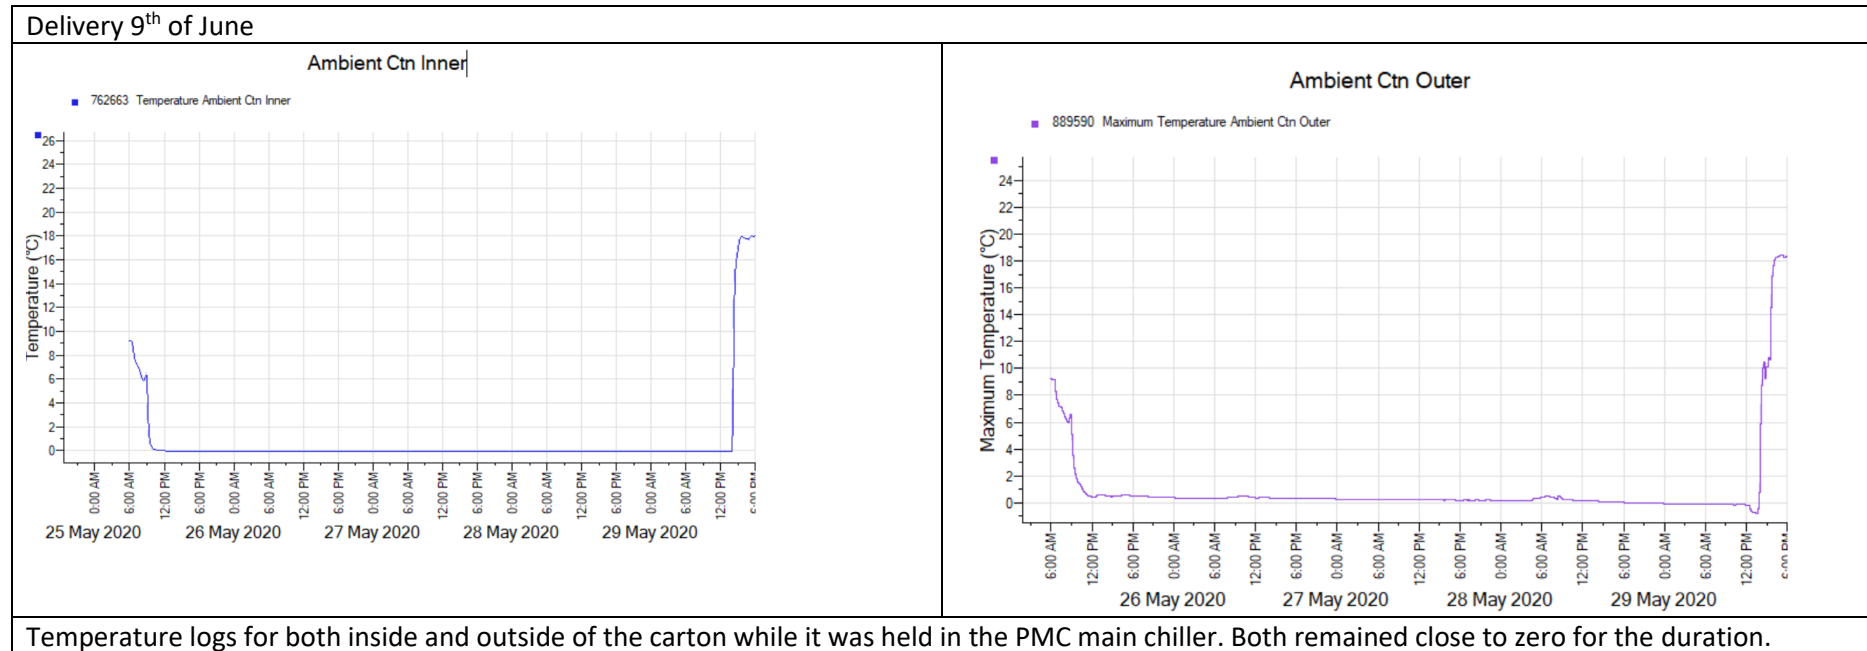 Delivery 9th of June
Ambient Ctn Inner
762663 Temperature Ambient Ctn Inner
Temperature (°C)
26
24
22
20
18
16
14
12
10
8
6
4
2
0
0:00 AM
6:00 AM
12:00 PM
6:00 PM
0:00 AM
6:00 AM
12:00 PM
6:00 PM
0:00 AM
6:00 AM
12:00 PM
6:00 PM
0:00 AM
6:00 AM
12:00 PM
6:00 PM
0:00 AM
6:00 AM
12:00 PM
6:00 PM
25 May 2020 26 May 2020 27 May 2020 28 May 2020 29 May 2020
Ambient Ctn Outer
889590 Maximum Temperature Ambient Ctn Outer
Maximum Temperature (°C)
24
22
20
18
16
14
12
10
8
6
4
2
0
6:00 AM
12:00 PM
6:00 PM
0:00 AM
6:00 AM
12:00 PM
6:00 PM
0:00 AM
6:00 AM
12:00 PM
6:00 PM
0:00 AM
6:00 AM
12:00 PM
6:00 PM
0:00 AM
6:00 AM
12:00 PM
6:00 PM
26 May 2020 27 May 2020 28 May 2020 29 May 2020
Temperature logs for both inside and outside of the carton while it was held in the PMC main chiller. Both remained close to zero for the duration.